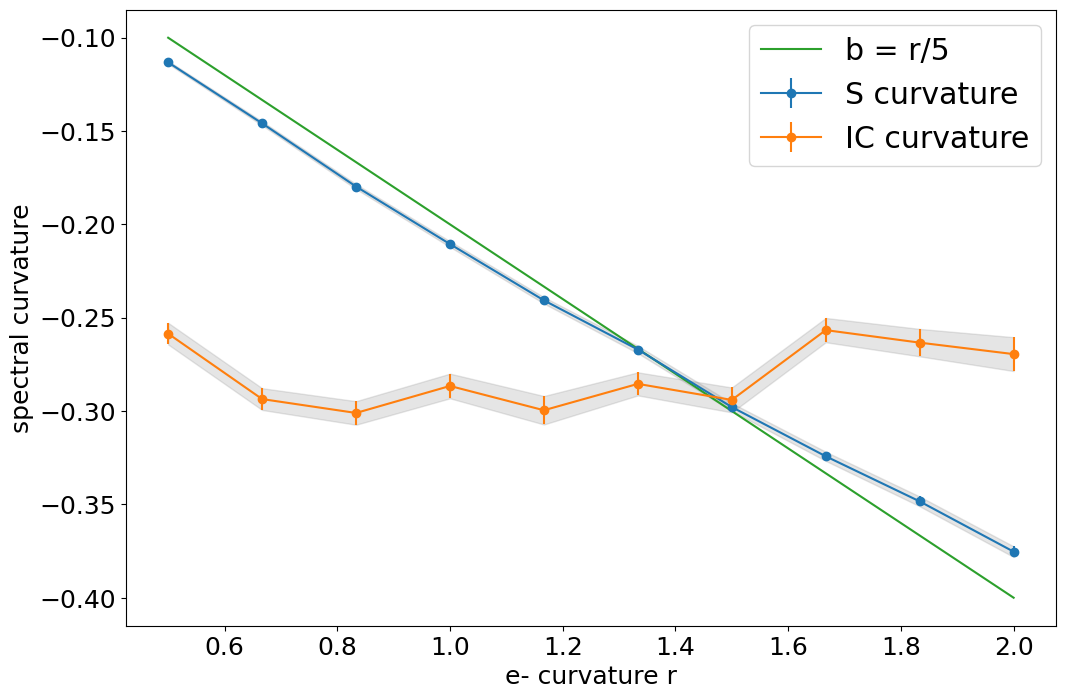 b = r/5
S curvature
IC curvature
−0.10
−0.15
−0.20
−0.25
−0.30
−0.35
−0.40
spectral curvature
0.6 0.8 1.0 1.2 1.4 1.6 1.8 2.0
e- curvature r